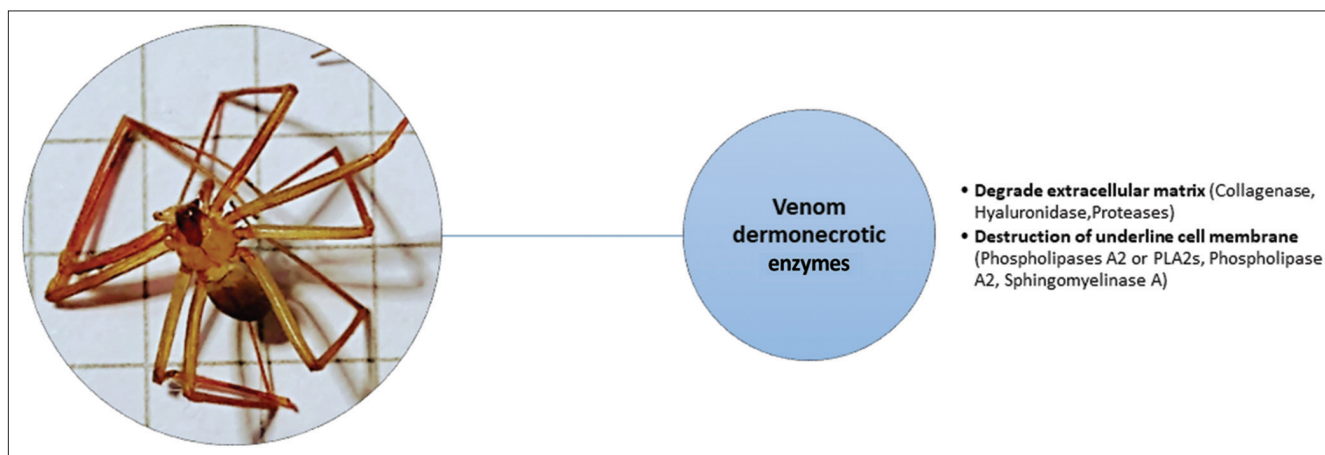 Venom
dermonecrotic
enzymes
• Degrade extracellular matrix (Collagenase,
Hyaluronidase,Proteases)
• Destruction of underline cell membrane
(Phospholipases A2 or PLA2s, Phospholipase
A2, Sphingomyelinase A)